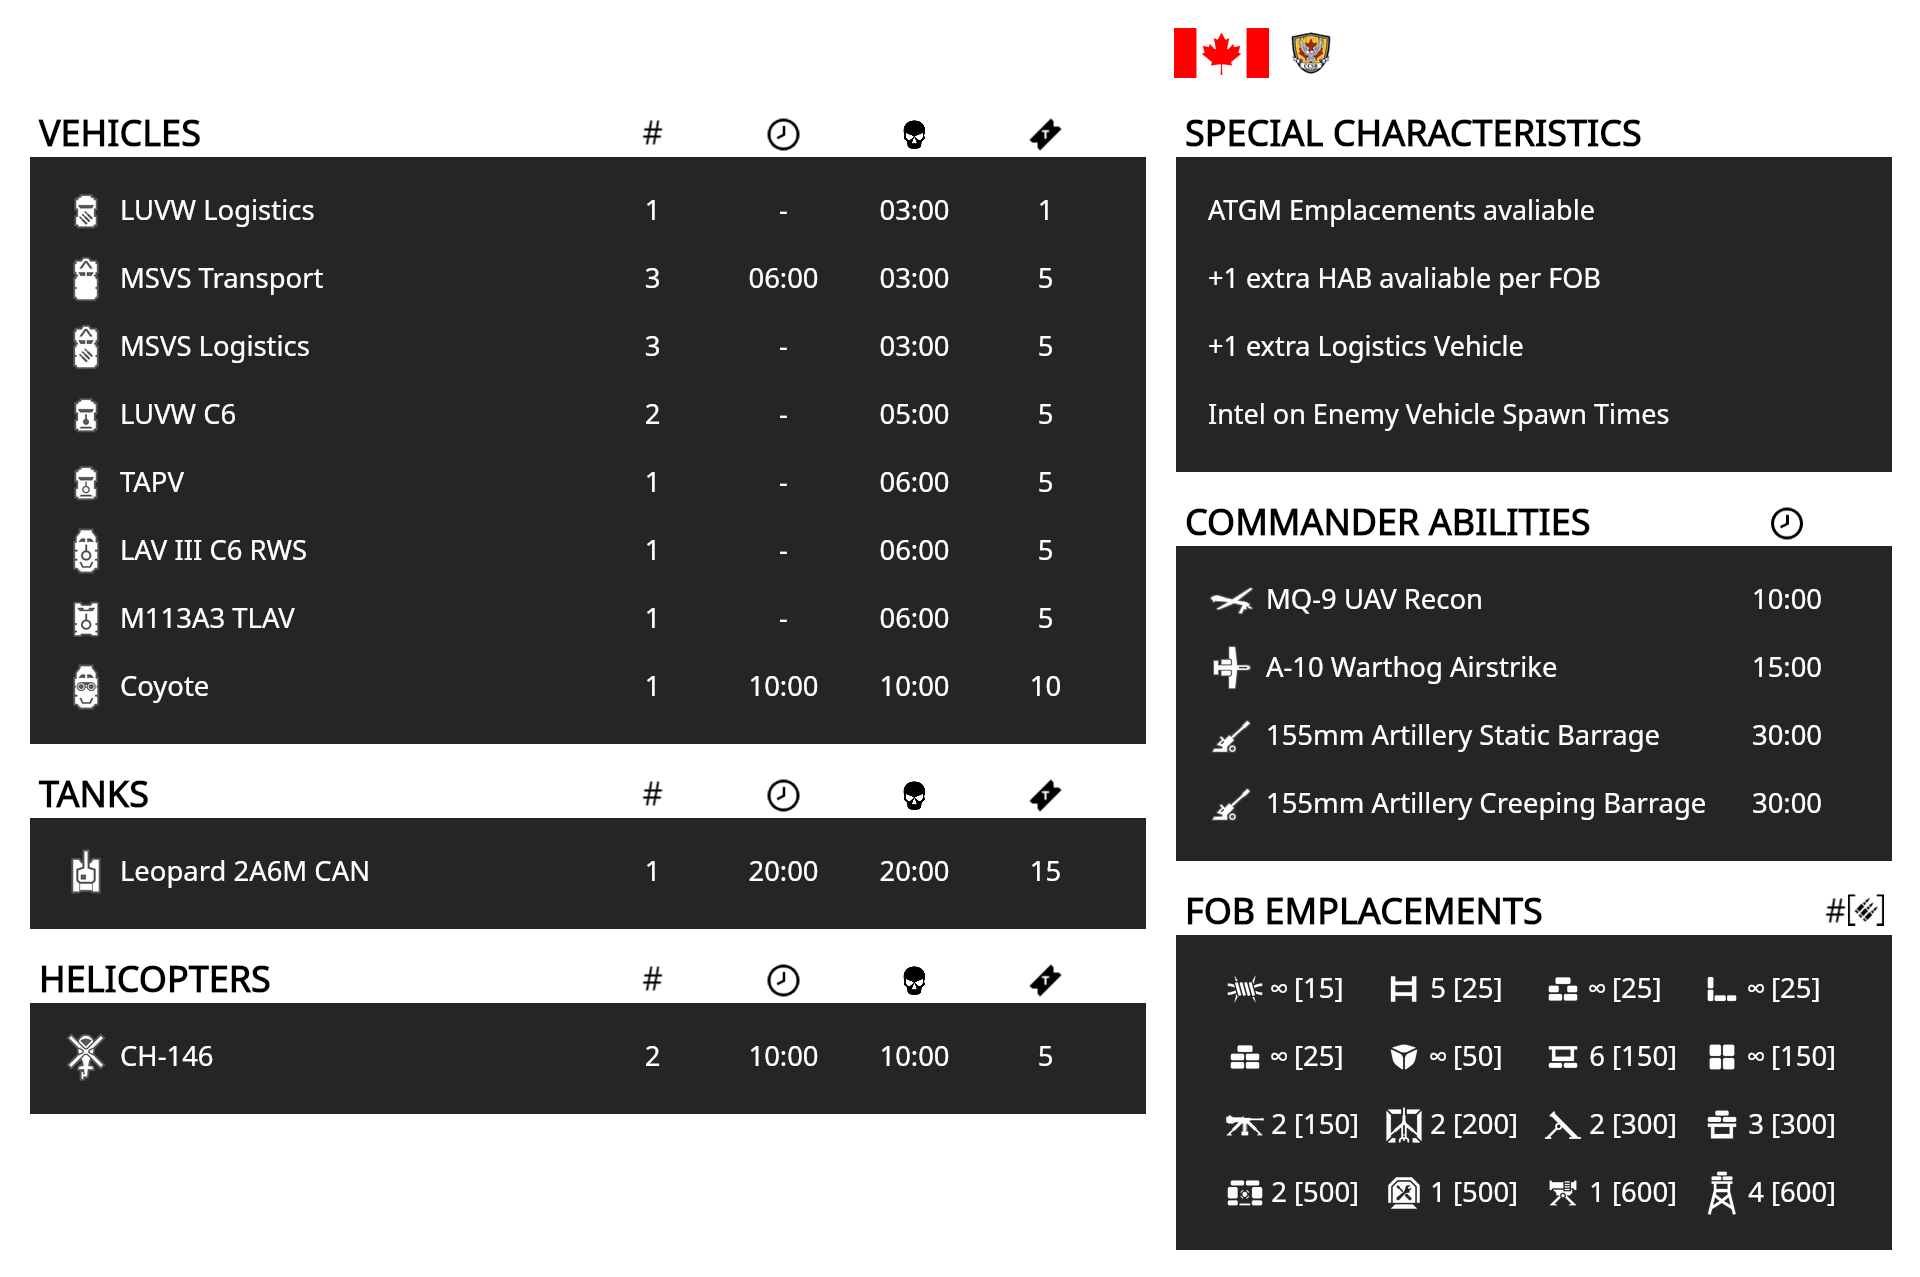 VEHICLES #
LUVW Logistics 1 - 03:00 1
MSVS Transport 3 06:00 03:00 5
MSVS Logistics 3 - 03:00 5
LUVW C6 2 - 05:00 5
TAPV 1 - 06:00 5
LAV III C6 RWS 1 - 06:00 5
M113A3 TLAV 1 - 06:00 5
Coyote 1 10:00 10:00 10
TANKS #
Leopard 2A6M CAN 1 20:00 20:00 15
HELICOPTERS #
CH-146 2 10:00 10:00 5
SPECIAL CHARACTERISTICS
ATGM Emplacements avaliable
+1 extra HAB avaliable per FOB
+1 extra Logistics Vehicle
Intel on Enemy Vehicle Spawn Times
COMMANDER ABILITIES
MQ-9 UAV Recon 10:00
A-10 Warthog Airstrike 15:00
155mm Artillery Static Barrage 30:00
155mm Artillery Creeping Barrage 30:00
FOB EMPLACEMENTS #[]
∞ [15] 5 [25] ∞ [25] ∞ [25]
∞ [25] ∞ [50] 6 [150] ∞ [150]
2 [150] 2 [200] 2 [300] 3 [300]
2 [500] 1 [500] 1 [600] 4 [600]